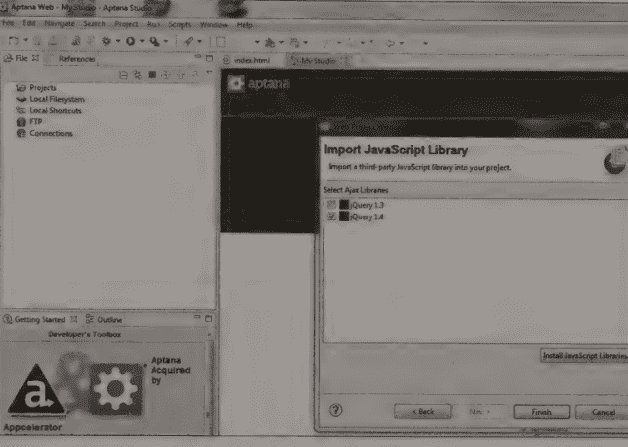 Aptana Web - My Studio - Aptana Studio
File Edit Navigate Search Project Run Scripts Window Help
File References
index.html My Studio
aptana
Projects
Local Filesystem
Local Shortcuts
FTP
Connections
Import JavaScript Library
Import a third-party JavaScript library into your project.
Select Ajax Libraries
jQuery 1.3
jQuery 1.4
Getting Started Outline
Developer's Toolbox
a
Aptana
Acquired
by
Appcelerator
Install JavaScript Libraries
? < Back Next > Finish Cancel